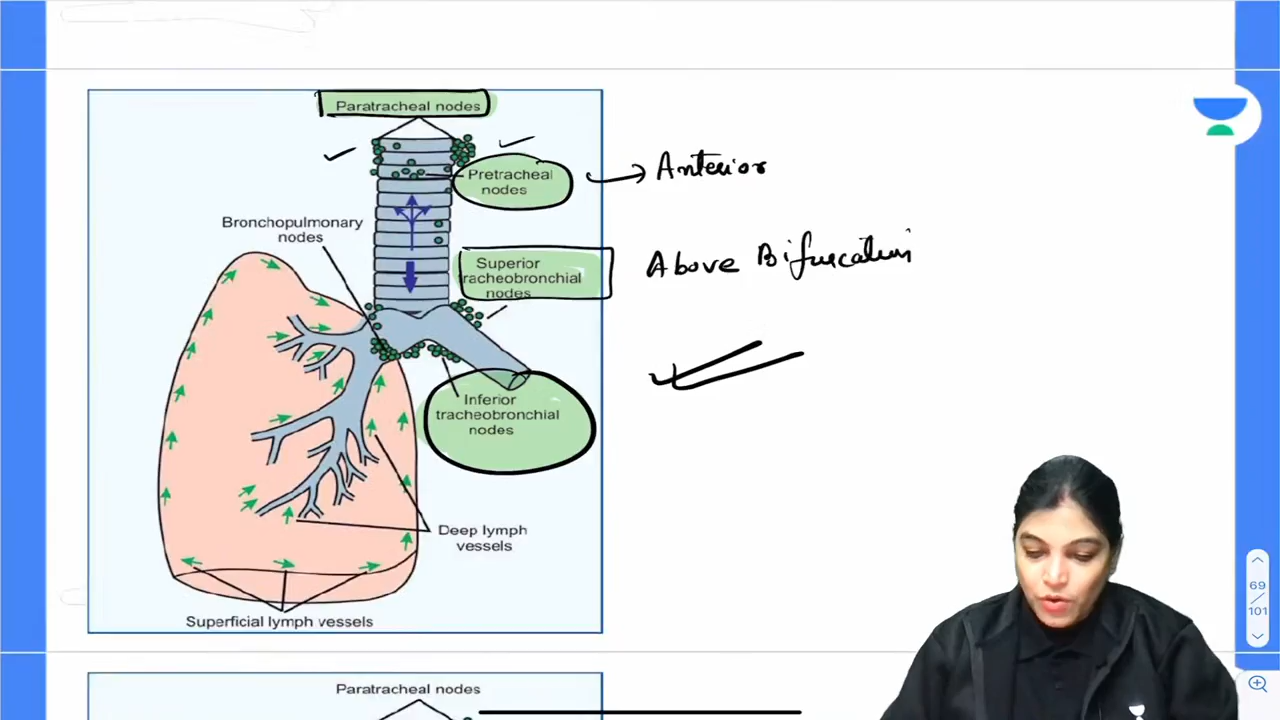 Paratracheal nodes
Pretracheal
nodes
Anterior
Bronchopulmonary
nodes
Superior
tracheobronchial
nodes
Above Bifurcation
Inferior
tracheobronchial
nodes
Deep lymph
vessels
Superficial lymph vessels
69
/
101
Paratracheal nodes